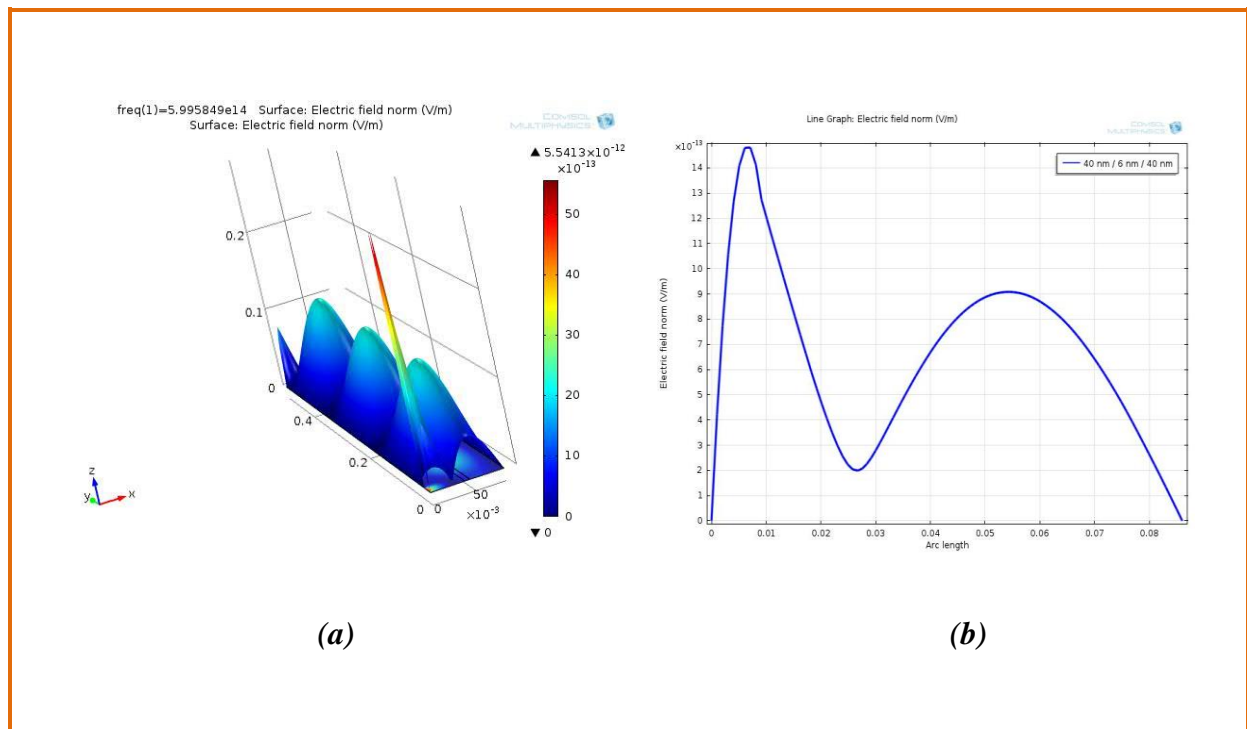 freq(1)=5.995849e14 Surface: Electric field norm (V/m)
Surface: Electric field norm (V/m)
COMSOL
MULTIPHYSICS
▲ 5.5413×10⁻¹²
×10⁻¹³
50
40
30
20
10
0
▼ 0
0.2
0.1
0
0.4
0.2
0
0
50
×10⁻³
z
y
x
(a)
Line Graph: Electric field norm (V/m)
COMSOL
MULTIPHYSICS
×10⁻¹³
40 nm / 6 nm / 40 nm
14
13
12
11
10
9
8
7
6
5
4
3
2
1
0
Electric field norm (V/m)
0 0.01 0.02 0.03 0.04 0.05 0.06 0.07 0.08
Arc length
(b)